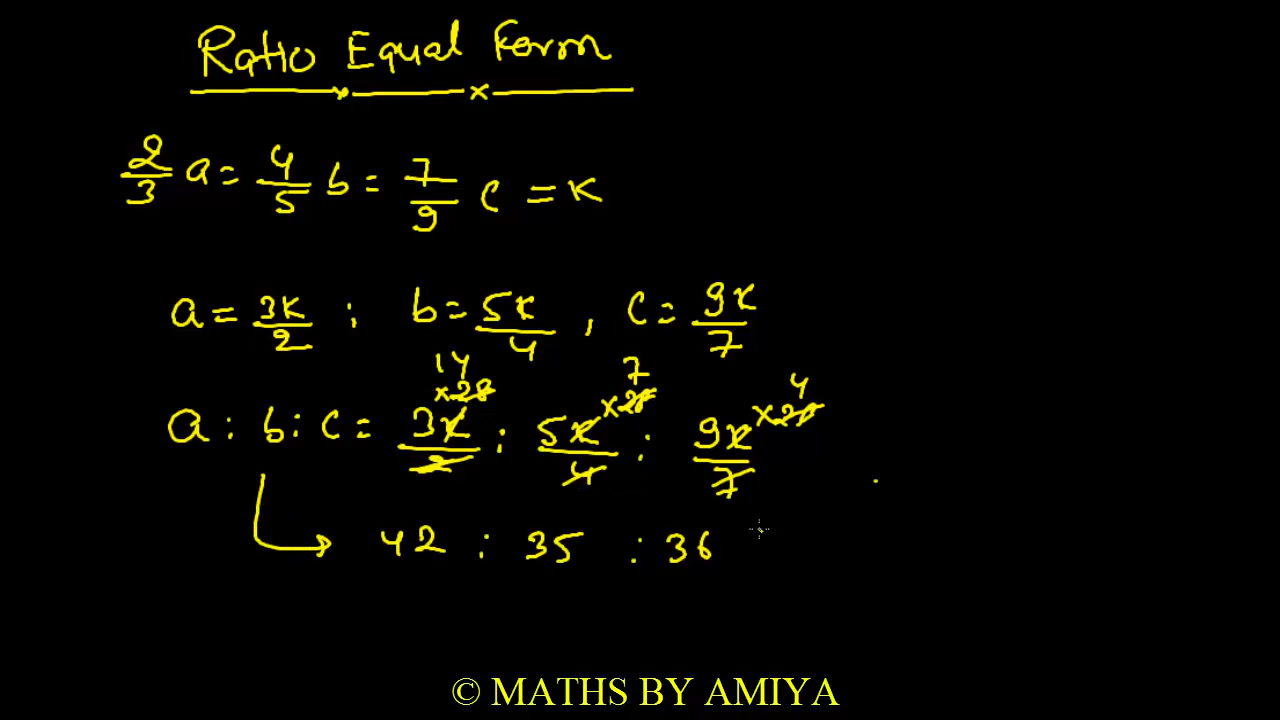 Ratio Equal Form
2/3 a = 4/5 b = 7/9 c = K
a = 3K/2 ; b = 5K/4 , c = 9K/7
14 7 4
×28 ×28 ×28
a : b : c = 3K/2 : 5K/4 : 9K/7
42 : 35 : 36
© MATHS BY AMIYA